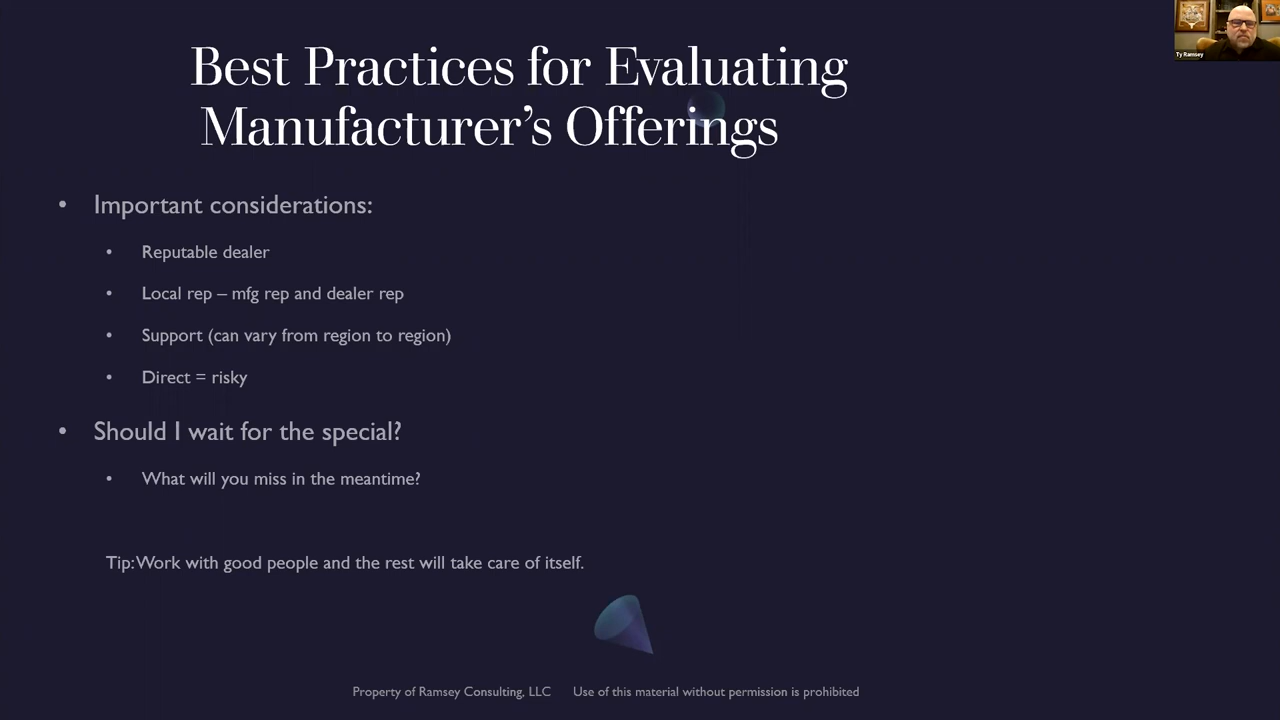 Ty Ramsey
Best Practices for Evaluating
Manufacturer’s Offerings
• Important considerations:
• Reputable dealer
• Local rep – mfg rep and dealer rep
• Support (can vary from region to region)
• Direct = risky
• Should I wait for the special?
• What will you miss in the meantime?
Tip:Work with good people and the rest will take care of itself.
Property of Ramsey Consulting, LLC Use of this material without permission is prohibited